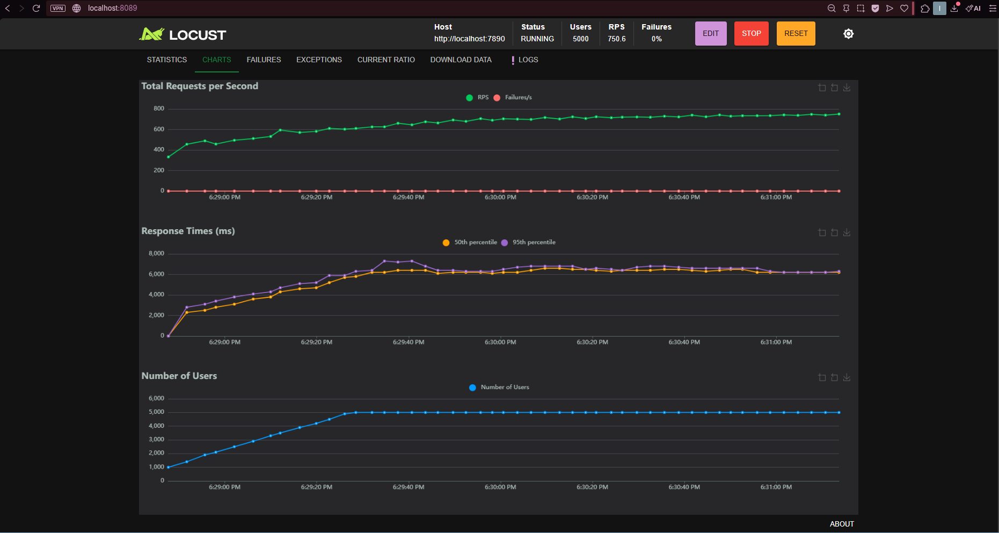 VPN localhost:8089 I AI
LOCUST
Host Status Users RPS Failures
http://localhost:7890 RUNNING 5000 750.6 0%
EDIT STOP RESET
STATISTICS CHARTS FAILURES EXCEPTIONS CURRENT RATIO DOWNLOAD DATA LOGS
Total Requests per Second
RPS Failures/s
800
600
400
200
0
6:29:00 PM 6:29:20 PM 6:29:40 PM 6:30:00 PM 6:30:20 PM 6:30:40 PM 6:31:00 PM
Response Times (ms)
50th percentile 95th percentile
8,000
6,000
4,000
2,000
0
6:29:00 PM 6:29:20 PM 6:29:40 PM 6:30:00 PM 6:30:20 PM 6:30:40 PM 6:31:00 PM
Number of Users
Number of Users
6,000
5,000
4,000
3,000
2,000
1,000
0
6:29:00 PM 6:29:20 PM 6:29:40 PM 6:30:00 PM 6:30:20 PM 6:30:40 PM 6:31:00 PM
ABOUT